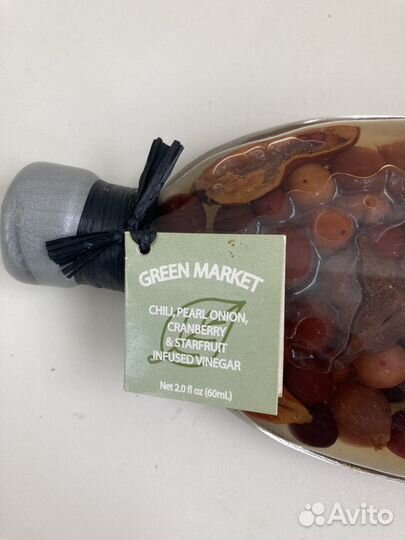 GREEN MARKET
CHILI, PEARL ONION,
CRANBERRY
& STARFRUIT
INFUSED VINEGAR
Net 2.0 fl oz (60mL)
Avito